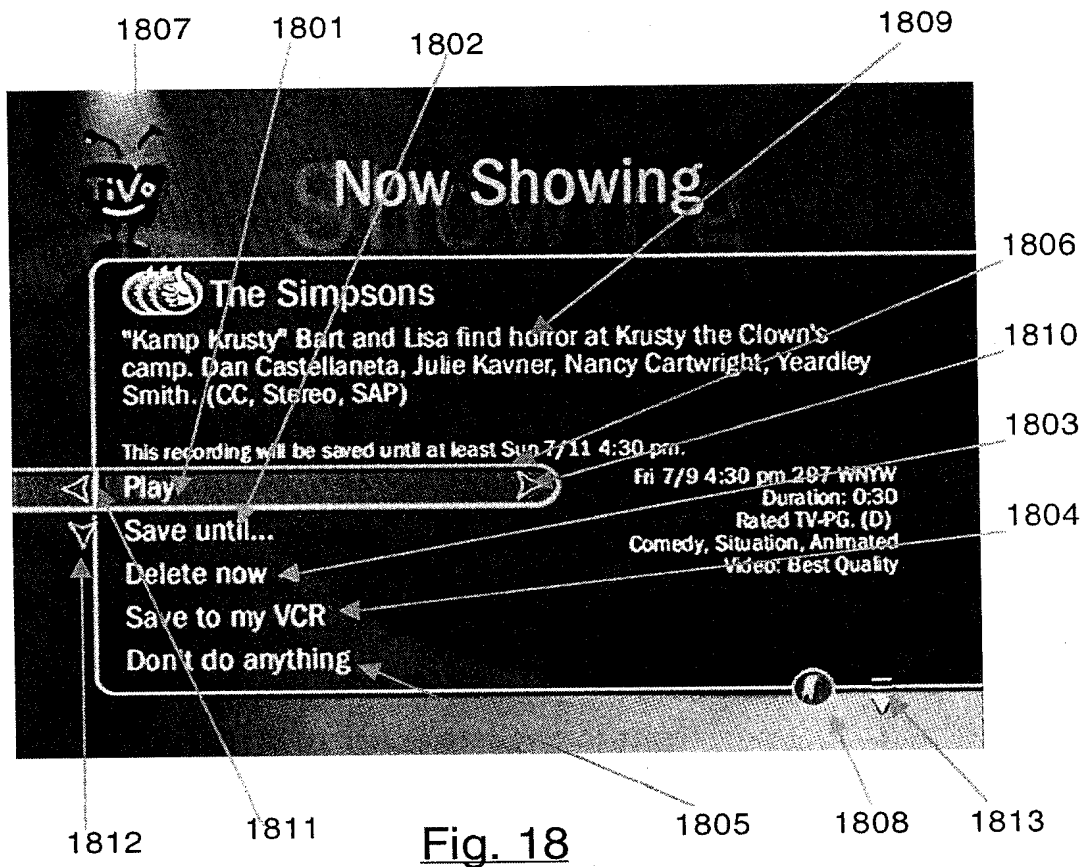 1807
1801
1802
1809
TiVo
Now Showing
The Simpsons
"Kamp Krusty" Bart and Lisa find horror at Krusty the Clown's
camp. Dan Castellaneta, Julie Kavner, Nancy Cartwright, Yeardley
Smith. (CC, Stereo, SAP)
This recording will be saved until at least Sun 7/11 4:30 pm.
Play
Save until...
Delete now
Save to my VCR
Don't do anything
Fri 7/9 4:30 pm 297 WNYW
Duration: 0:30
Rated TV-PG. (D)
Comedy, Situation, Animated
Video: Best Quality
1806
1810
1803
1804
1812
1811
Fig. 18
1805
1808
1813